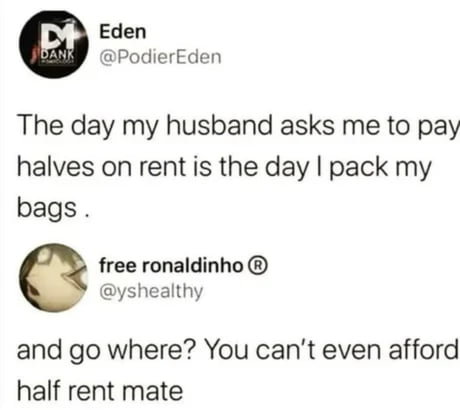 DM
DANK
Eden
@PodierEden
The day my husband asks me to pay
halves on rent is the day I pack my
bags .
free ronaldinho ®
@yshealthy
and go where? You can't even afford
half rent mate